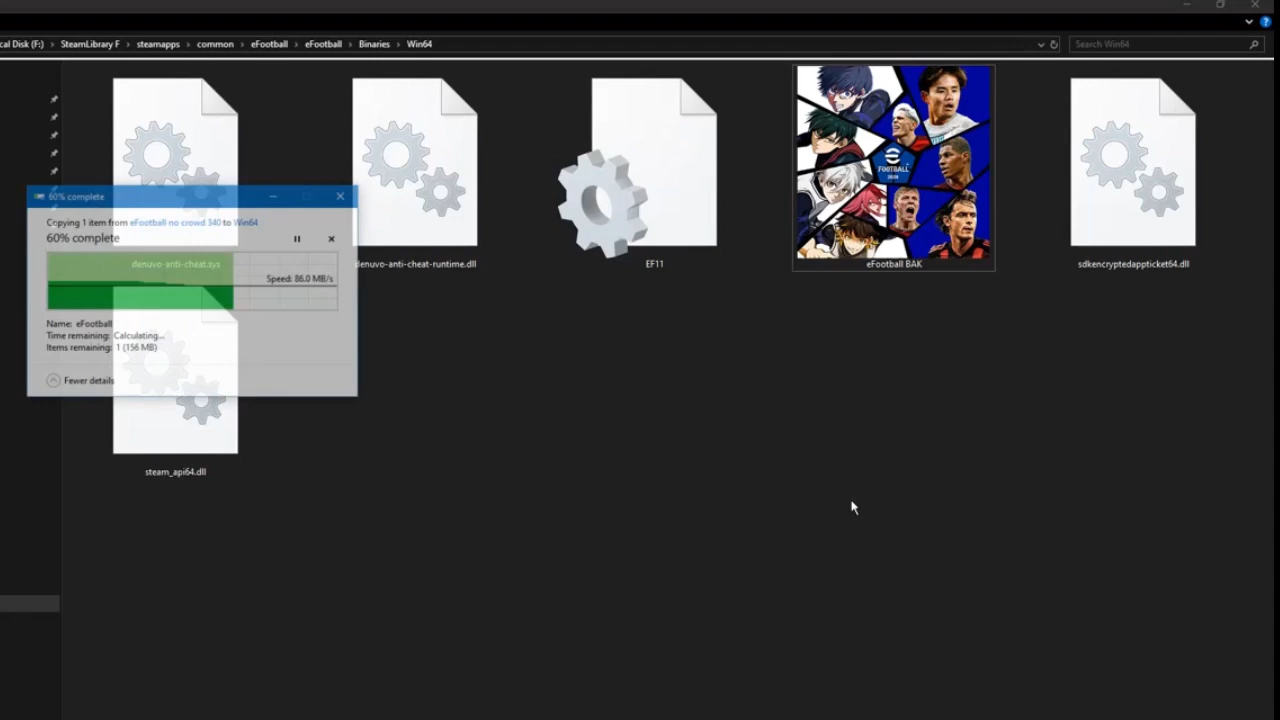 cal Disk (F:) › SteamLibrary F › steamapps › common › eFootball › eFootball › Binaries › Win64
Search Win64
60% complete
Copying 1 item from eFootball no crowd 340 to Win64
60% complete
denuvo-anti-cheat.sys
Speed: 86.0 MB/s
Name: eFootball
Time remaining: Calculating...
Items remaining: 1 (156 MB)
Fewer details
denuvo-anti-cheat-runtime.dll
EF11
FOOTBALL
eFootball BAK
sdkencryptedappticket64.dll
steam_api64.dll